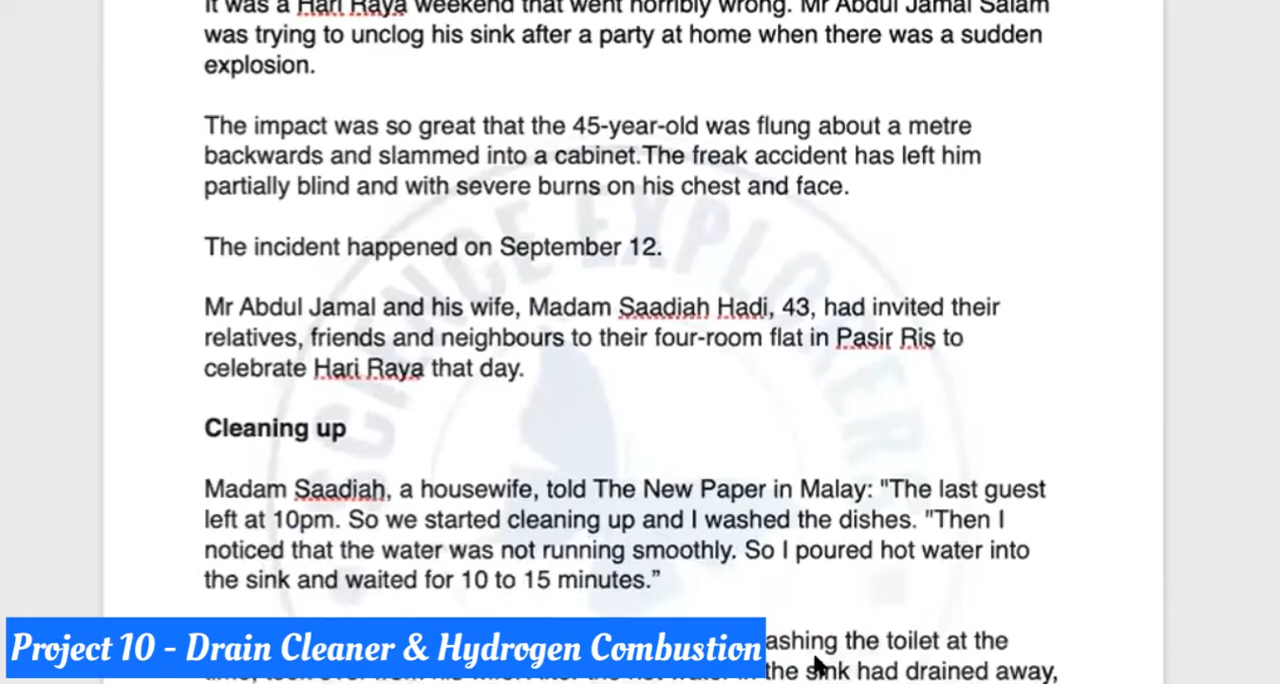 It was a Hari Raya weekend that went horribly wrong. Mr Abdul Jamal Salam
was trying to unclog his sink after a party at home when there was a sudden
explosion.
The impact was so great that the 45-year-old was flung about a metre
backwards and slammed into a cabinet.The freak accident has left him
partially blind and with severe burns on his chest and face.
The incident happened on September 12.
Mr Abdul Jamal and his wife, Madam Saadiah Hadi, 43, had invited their
relatives, friends and neighbours to their four-room flat in Pasir Ris to
celebrate Hari Raya that day.
Cleaning up
Madam Saadiah, a housewife, told The New Paper in Malay: "The last guest
left at 10pm. So we started cleaning up and I washed the dishes. "Then I
noticed that the water was not running smoothly. So I poured hot water into
the sink and waited for 10 to 15 minutes.”
ashing the toilet at the
the sink had drained away,
Project 10 - Drain Cleaner & Hydrogen Combustion
SCIENCE EXPLORERS